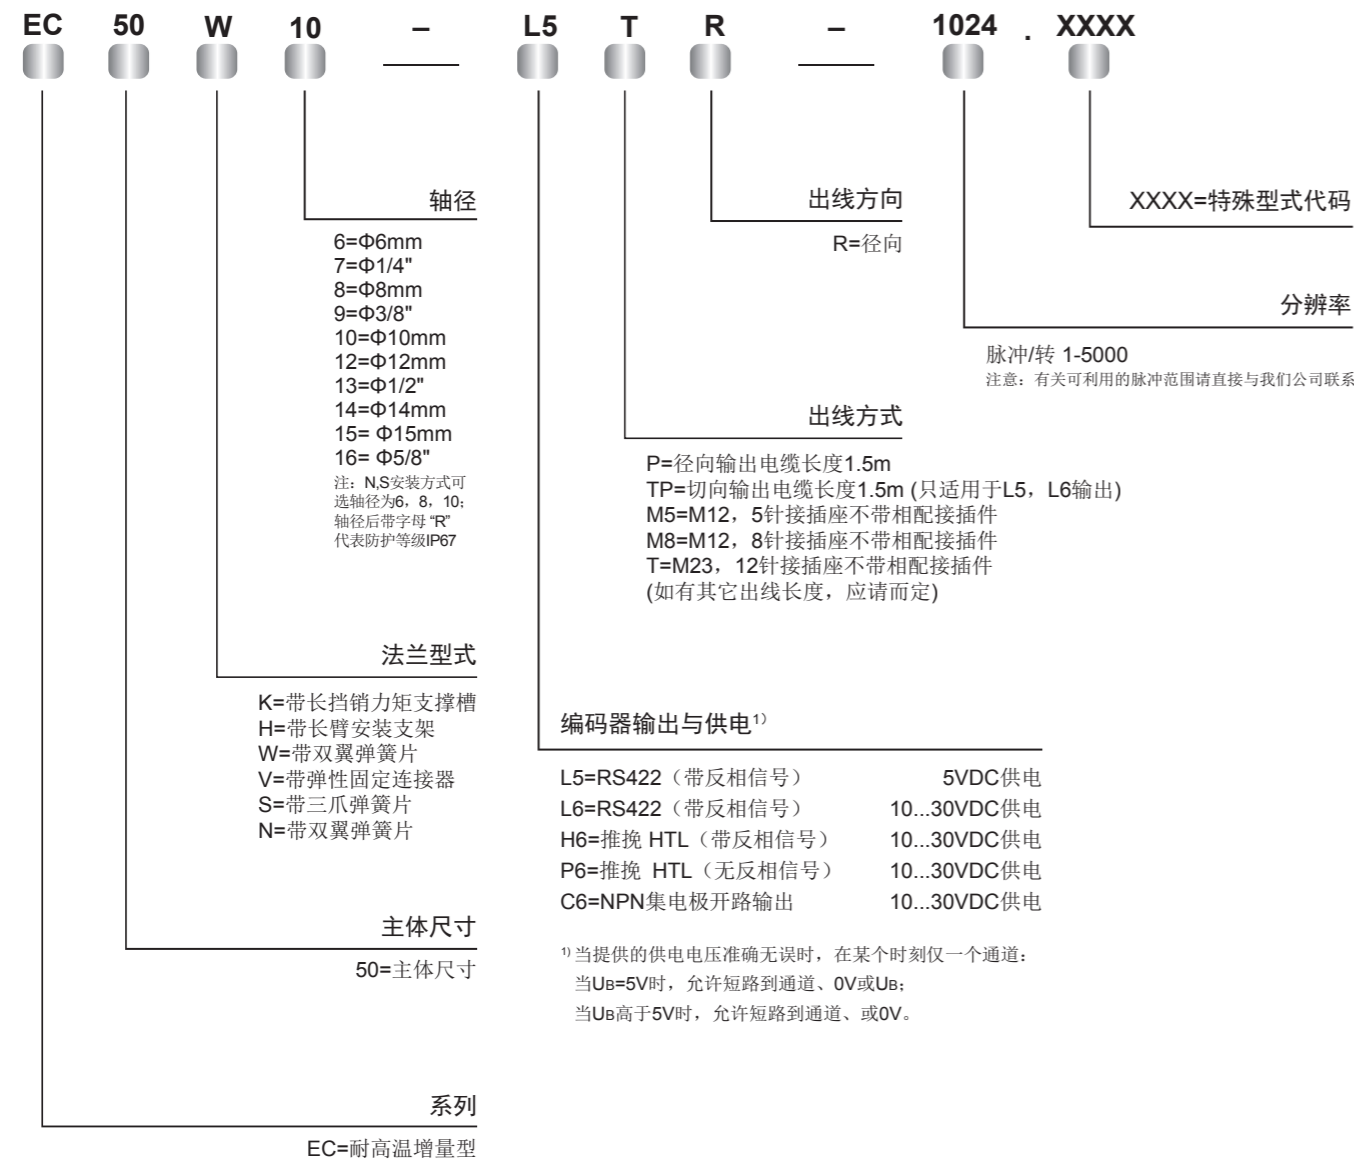 EC 50 W 10 – L5 T R – 1024 . XXXX
轴径
6=Φ6mm
7=Φ1/4"
8=Φ8mm
9=Φ3/8"
10=Φ10mm
12=Φ12mm
13=Φ1/2"
14=Φ14mm
15= Φ15mm
16= Φ5/8"
注：N,S安装方式可
选轴径为6，8，10；
轴径后带字母 “R”
代表防护等级IP67
法兰型式
K=带长挡销力矩支撑槽
H=带长臂安装支架
W=带双翼弹簧片
V=带弹性固定连接器
S=带三爪弹簧片
N=带双翼弹簧片
主体尺寸
50=主体尺寸
系列
EC=耐高温增量型
出线方向
R=径向
XXXX=特殊型式代码
分辨率
脉冲/转 1-5000
注意：有关可利用的脉冲范围请直接与我们公司联系
出线方式
P=径向输出电缆长度1.5m
TP=切向输出电缆长度1.5m (只适用于L5，L6输出)
M5=M12，5针接插座不带相配接插件
M8=M12，8针接插座不带相配接插件
T=M23，12针接插座不带相配接插件
(如有其它出线长度，应请而定)
编码器输出与供电1)
L5=RS422（带反相信号） 5VDC供电
L6=RS422（带反相信号） 10...30VDC供电
H6=推挽 HTL（带反相信号） 10...30VDC供电
P6=推挽 HTL（无反相信号） 10...30VDC供电
C6=NPN集电极开路输出 10...30VDC供电
1) 当提供的供电电压准确无误时，在某个时刻仅一个通道：
当UB=5V时，允许短路到通道、0V或UB；
当UB高于5V时，允许短路到通道、或0V。